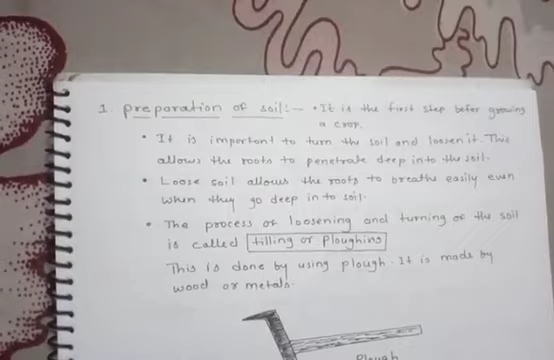 1. Preparation of soil:- • It is the first step befer growing
a crop.
• It is important to turn the soil and loosen it. This
allows the roots to penetrate deep in to the soil.
• Loose soil allows the roots to breathe easily even
when they go deep in to soil.
• The process of loosening and turning of the soil
is called tilling or Ploughing
This is done by using plough. It is made by
wood or metals.
Plough